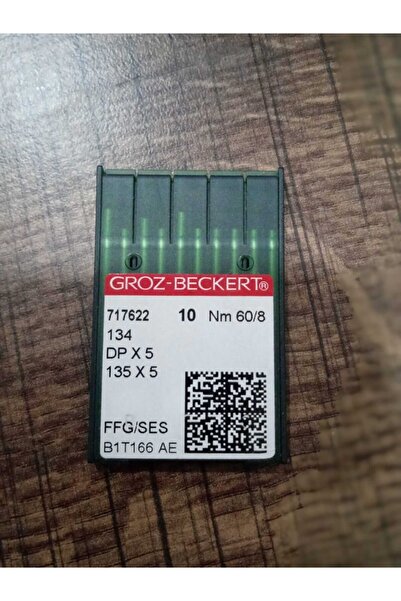 GROZ-BECKERT®
717622 10 Nm 60/8
134
DP X 5
135 X 5
FFG/SES
B1T166 AE